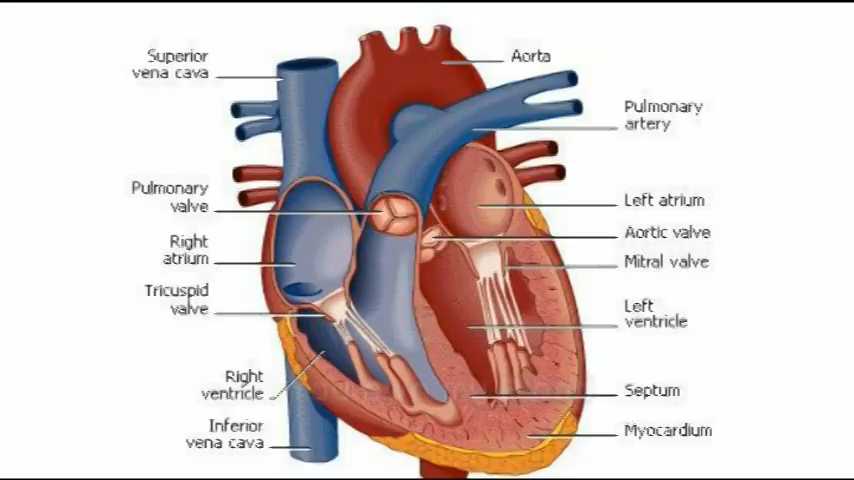 Superior
vena cava
Aorta
Pulmonary
artery
Pulmonary
valve
Left atrium
Right
atrium
Aortic valve
Mitral valve
Tricuspid
valve
Left
ventricle
Right
ventricle
Septum
Inferior
vena cava
Myocardium